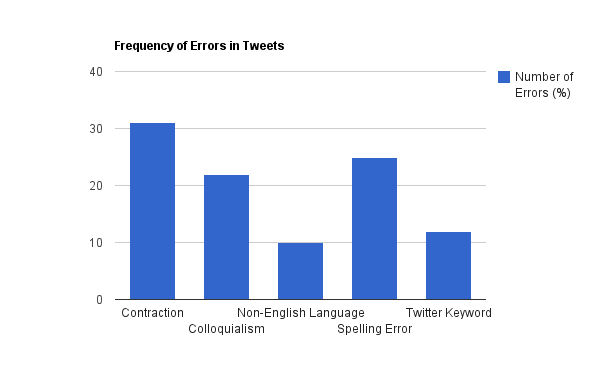 Frequency of Errors in Tweets
40
30
20
10
0
Number of
Errors (%)
Contraction
Non-English Language
Twitter Keyword
Colloquialism
Spelling Error